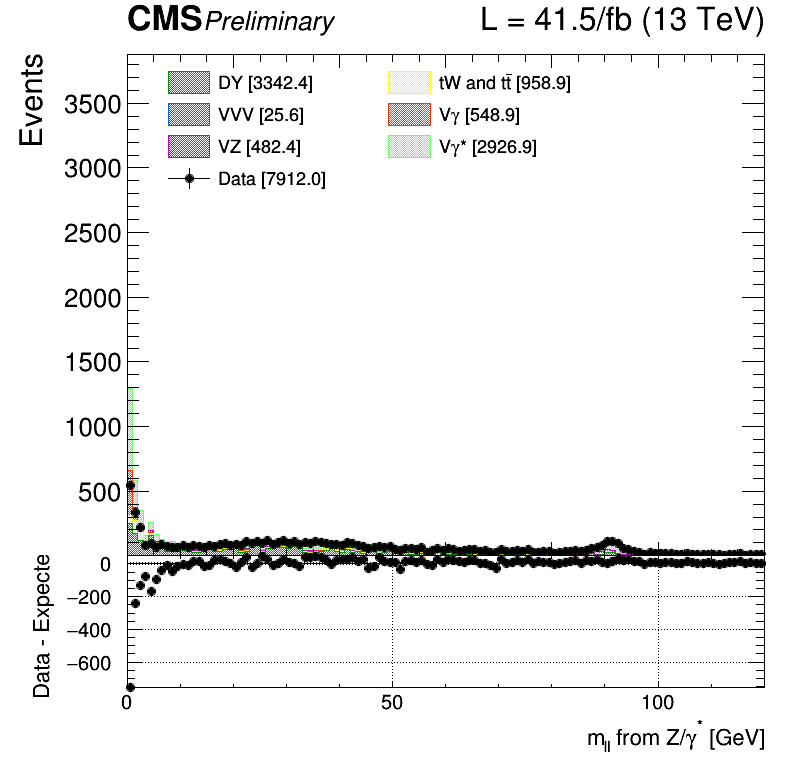 CMS Preliminary L = 41.5/fb (13 TeV)
Events
DY [3342.4] tW and tt̄ [958.9]
VVV [25.6] Vγ [548.9]
VZ [482.4] Vγ* [2926.9]
Data [7912.0]
3500
3000
2500
2000
1500
1000
500
Data - Expecte
0
−200
−400
−600
0 50 100
m_ll from Z/γ* [GeV]